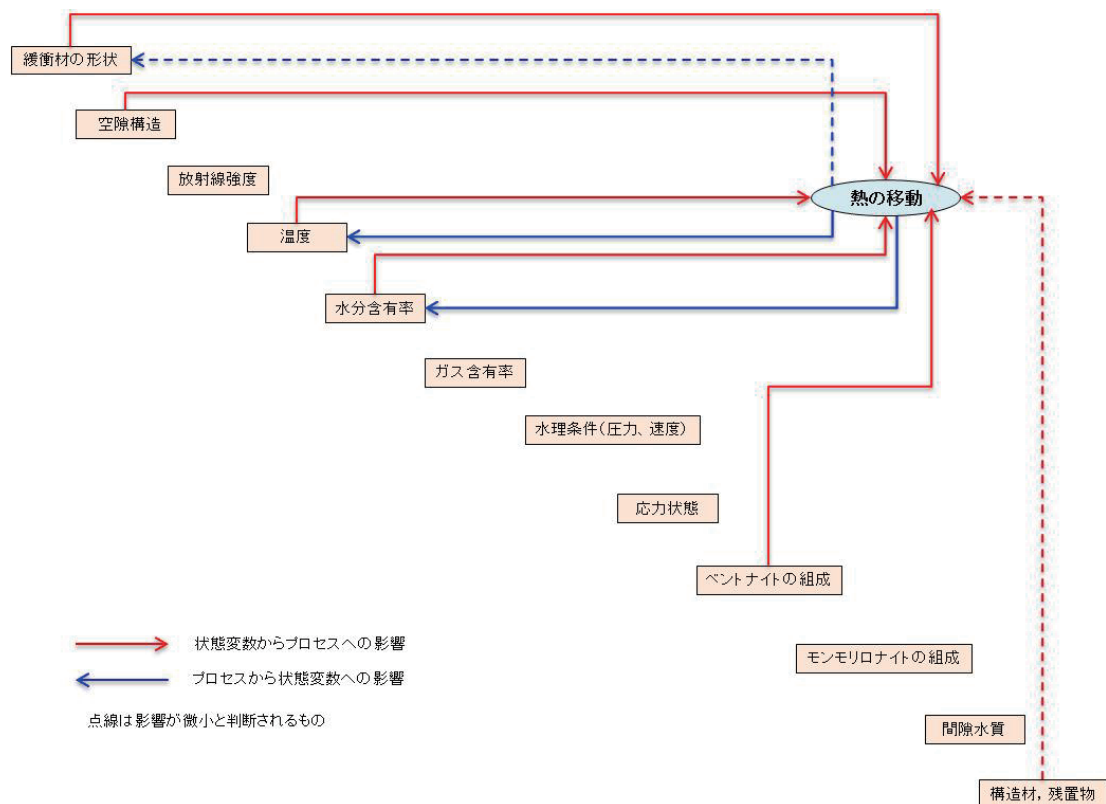 緩衝材の形状
空隙構造
放射線強度
熱の移動
温度
水分含有率
ガス含有率
水理条件(圧力、速度)
応力状態
ベントナイトの組成
状態変数からプロセスへの影響
モンモリロナイトの組成
プロセスから状態変数への影響
点線は影響が微小と判断されるもの
間隙水質
構造材，残置物